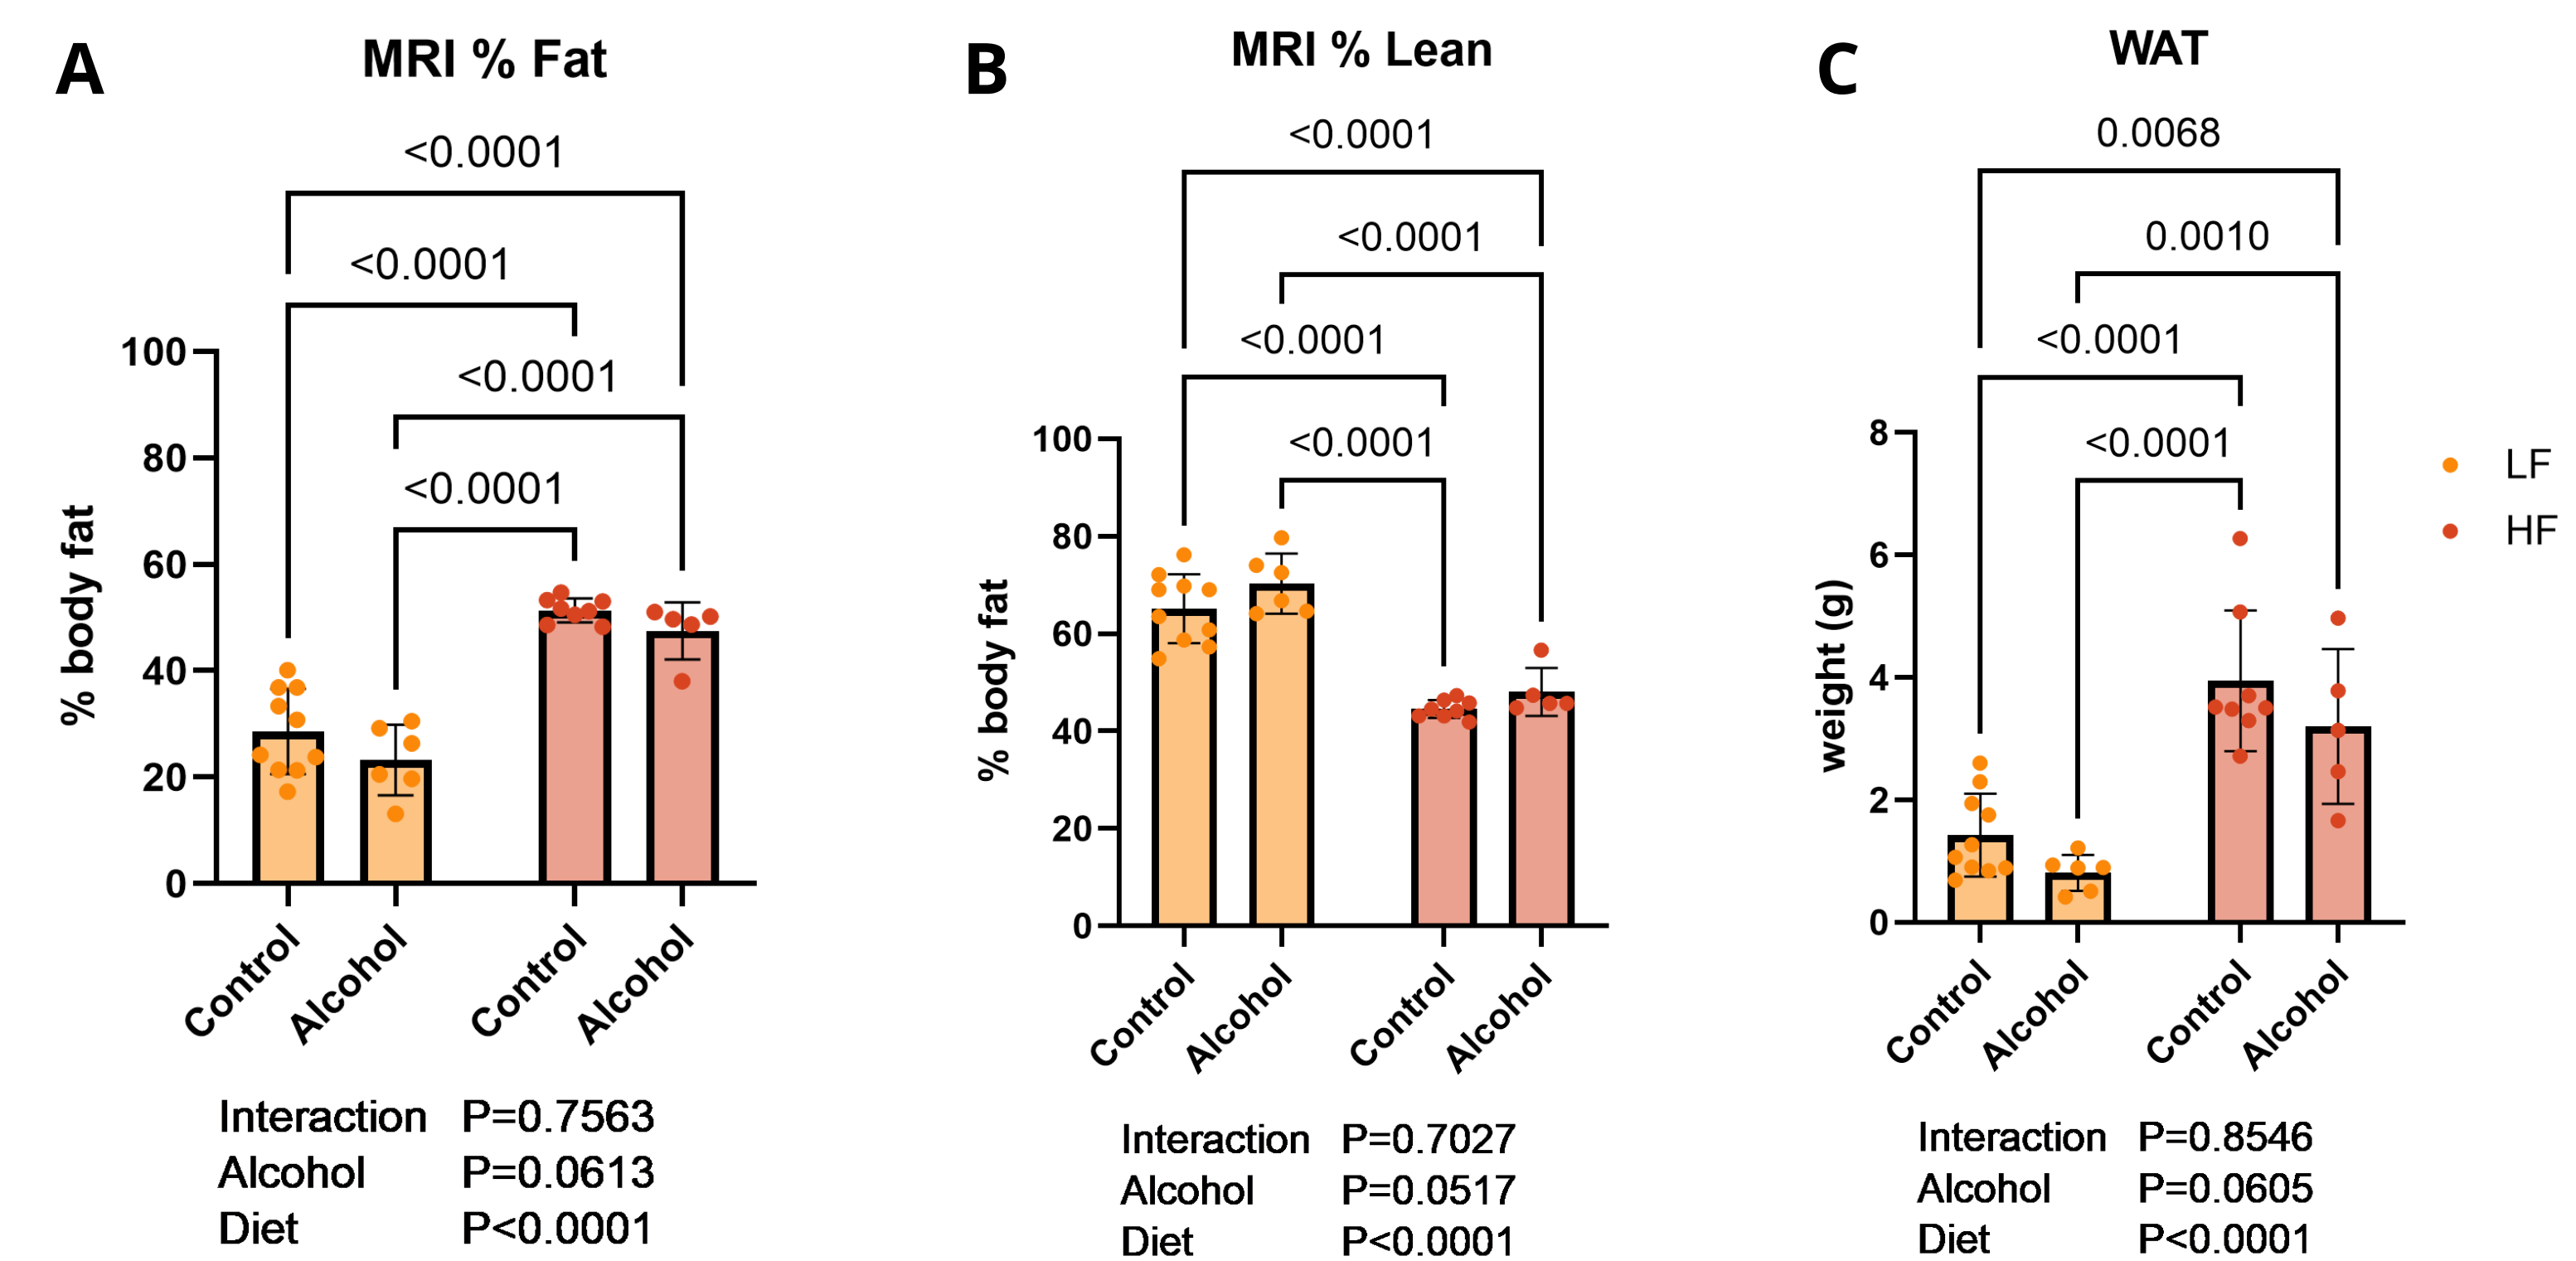 A
MRI % Fat
<0.0001
<0.0001
<0.0001
<0.0001
% body fat
100
80
60
40
20
0
Control
Alcohol
Control
Alcohol
Interaction P=0.7563
Alcohol P=0.0613
Diet P<0.0001
B
MRI % Lean
<0.0001
<0.0001
<0.0001
<0.0001
% body fat
100
80
60
40
20
0
Control
Alcohol
Control
Alcohol
Interaction P=0.7027
Alcohol P=0.0517
Diet P<0.0001
C
WAT
0.0068
0.0010
<0.0001
<0.0001
weight (g)
8
6
4
2
0
Control
Alcohol
Control
Alcohol
Interaction P=0.8546
Alcohol P=0.0605
Diet P<0.0001
LF
HF